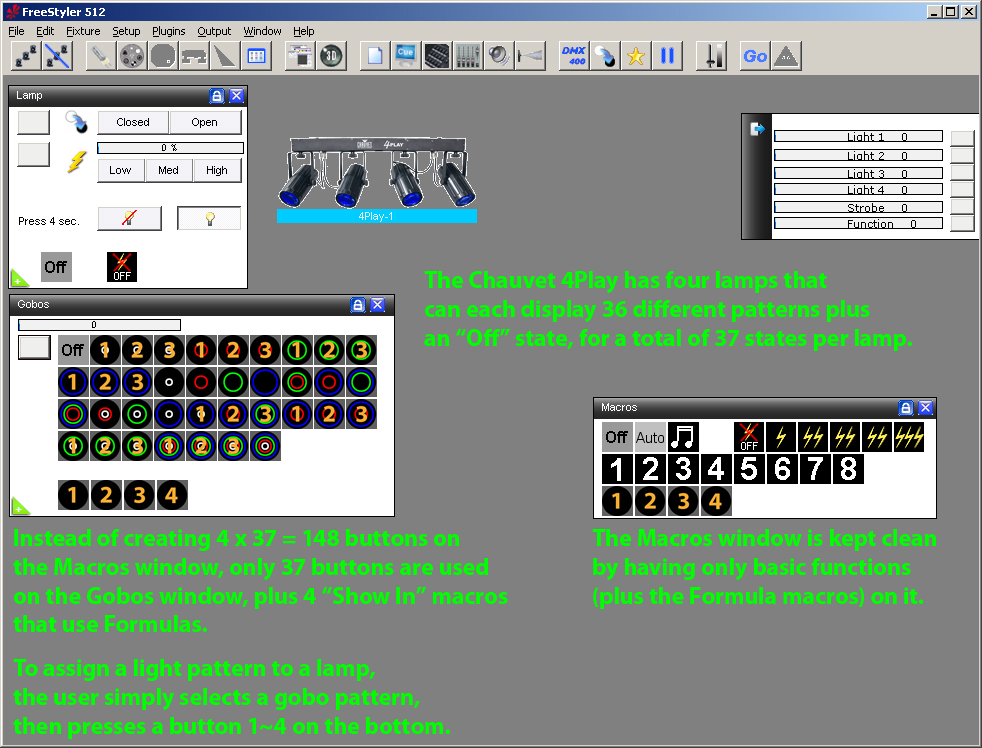 FreeStyler 512
File Edit Fixture Setup Plugins Output Window Help
3D Cue DMX 400 Go
Lamp
Closed Open
0 %
Low Med High
Press 4 sec.
Off OFF
CHAUVET 4PLAY
4Play-1
Light 1 0
Light 2 0
Light 3 0
Light 4 0
Strobe 0
Function 0
The Chauvet 4Play has four lamps that
can each display 36 different patterns plus
an “Off” state, for a total of 37 states per lamp.
Gobos
0
Off 1 2 3 1 2 3 1 2 3
1 2 3
1 2 3 1 2 3
1 2 3 1 2 3
1 2 3 4
Macros
Off Auto OFF
1 2 3 4 5 6 7 8
1 2 3 4
Instead of creating 4 x 37 = 148 buttons on
the Macros window, only 37 buttons are used
on the Gobos window, plus 4 “Show In” macros
that use Formulas.
The Macros window is kept clean
by having only basic functions
(plus the Formula macros) on it.
To assign a light pattern to a lamp,
the user simply selects a gobo pattern,
then presses a button 1~4 on the bottom.